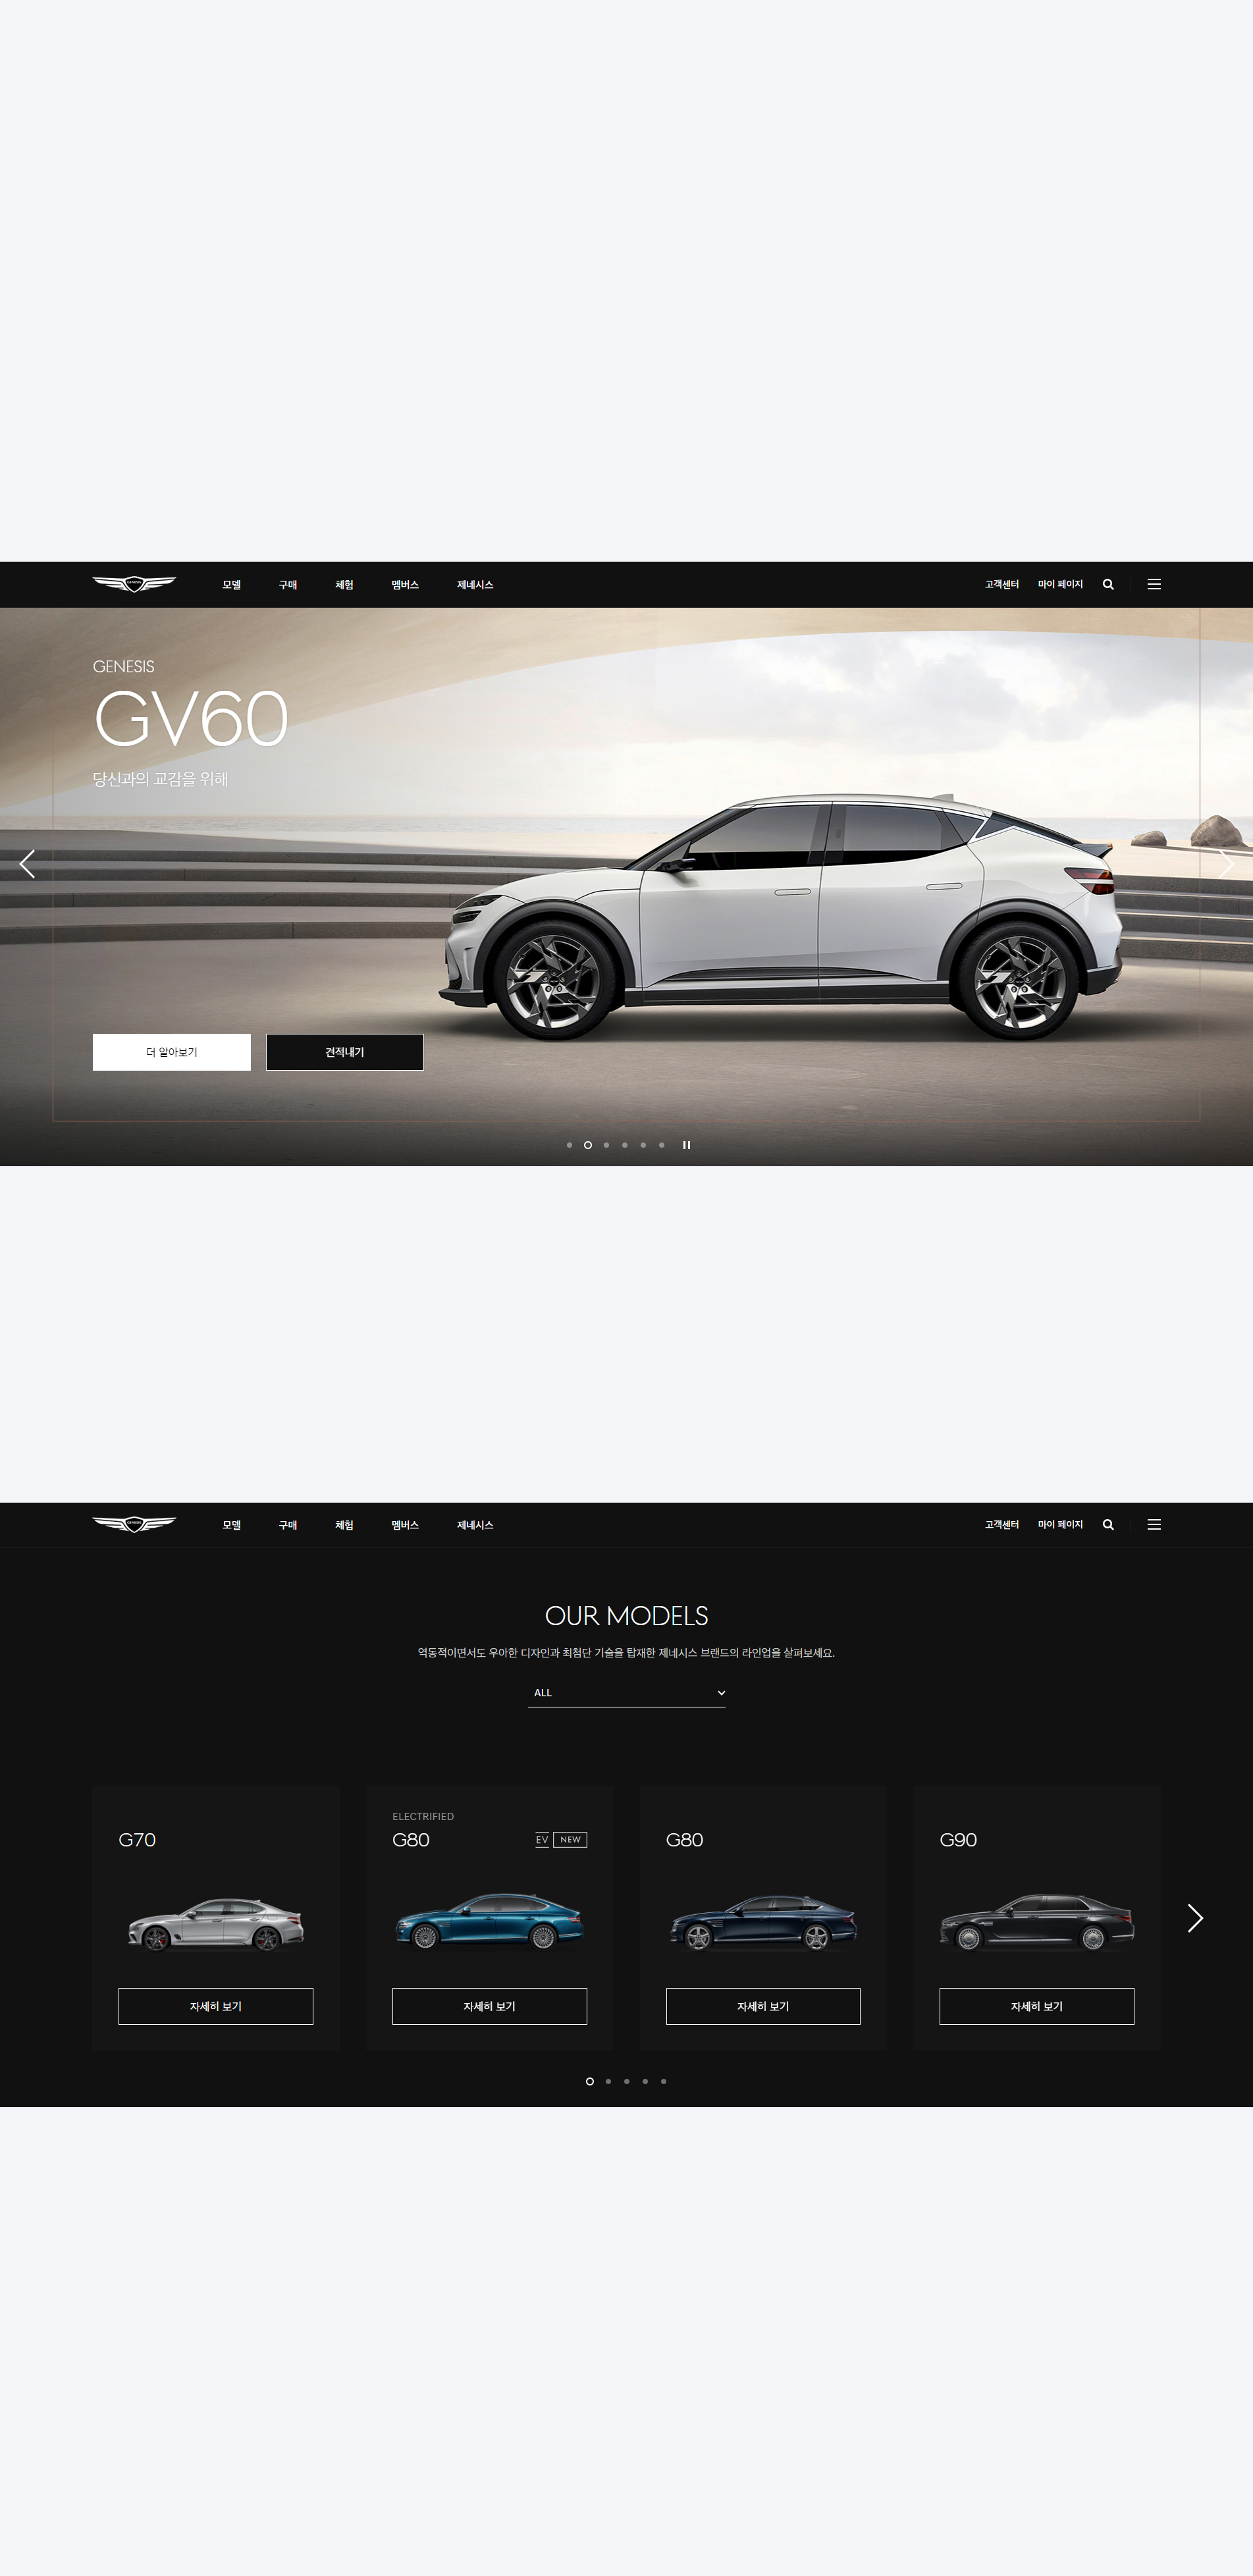 GENESIS
모델 구매 체험 멤버스 제네시스 고객센터 마이 페이지
GENESIS
GV60
당신과의 교감을 위해
더 알아보기 견적내기
GENESIS
모델 구매 체험 멤버스 제네시스 고객센터 마이 페이지
OUR MODELS
역동적이면서도 우아한 디자인과 최첨단 기술을 탑재한 제네시스 브랜드의 라인업을 살펴보세요.
ALL
G70
자세히 보기
ELECTRIFIED
G80 EV NEW
자세히 보기
G80
자세히 보기
G90
자세히 보기